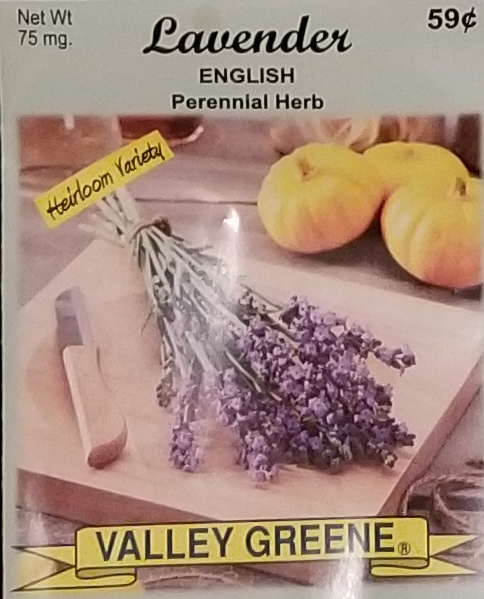 Net Wt
75 mg.
Lavender
59¢
ENGLISH
Perennial Herb
Heirloom Variety
VALLEY GREENE®